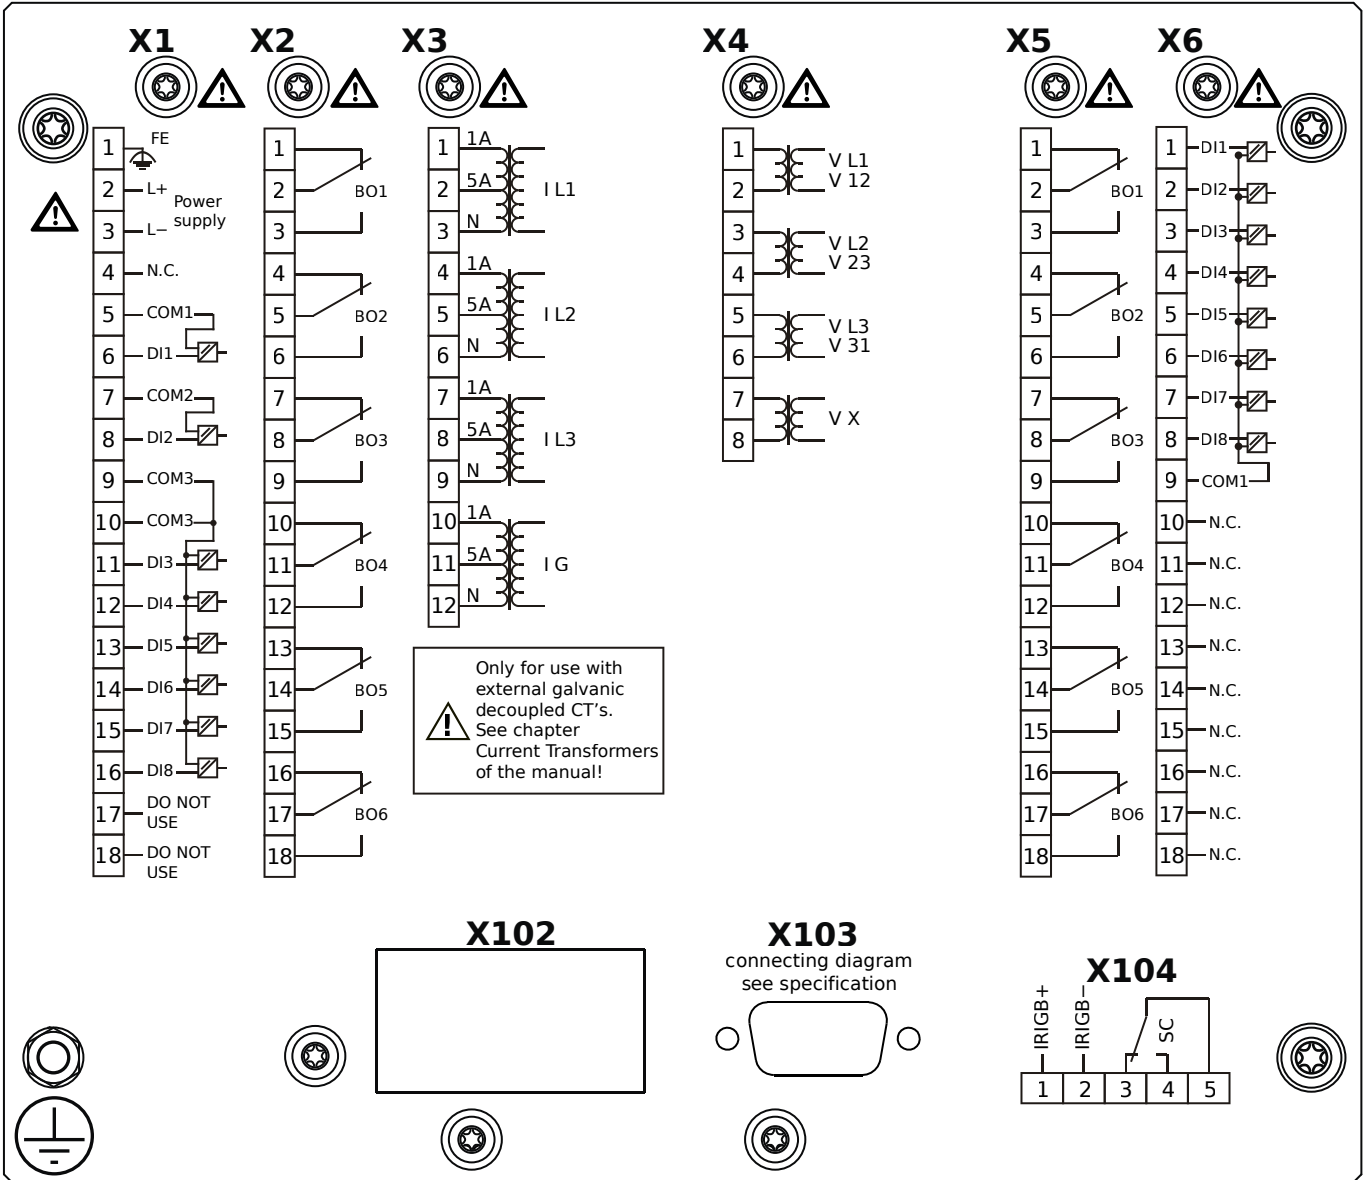 X1 X2 X3 X4 X5 X6
1 FE
2 L+
Power
supply
3 L−
4 N.C.
5 COM1
6 DI1
7 COM2
8 DI2
9 COM3
10 COM3
11 DI3
12 DI4
13 DI5
14 DI6
15 DI7
16 DI8
17 DO NOT
USE
18 DO NOT
USE
1
2 BO1
3
4
5 BO2
6
7
8 BO3
9
10
11 BO4
12
13
14 BO5
15
16
17 BO6
18
1 1A
2 5A I L1
3 N
4 1A
5 5A I L2
6 N
7 1A
8 5A I L3
9 N
10 1A
11 5A I G
12 N
Only for use with
external galvanic
decoupled CT's.
See chapter
Current Transformers
of the manual!
1 V L1
2 V 12
3 V L2
4 V 23
5 V L3
6 V 31
7 V X
8
1
2 BO1
3
4
5 BO2
6
7
8 BO3
9
10
11 BO4
12
13
14 BO5
15
16
17 BO6
18
1 DI1
2 DI2
3 DI3
4 DI4
5 DI5
6 DI6
7 DI7
8 DI8
9 COM1
10 N.C.
11 N.C.
12 N.C.
13 N.C.
14 N.C.
15 N.C.
16 N.C.
17 N.C.
18 N.C.
X102
X103
connecting diagram
see specification
X104
IRIGB+ IRIGB− SC
1 2 3 4 5